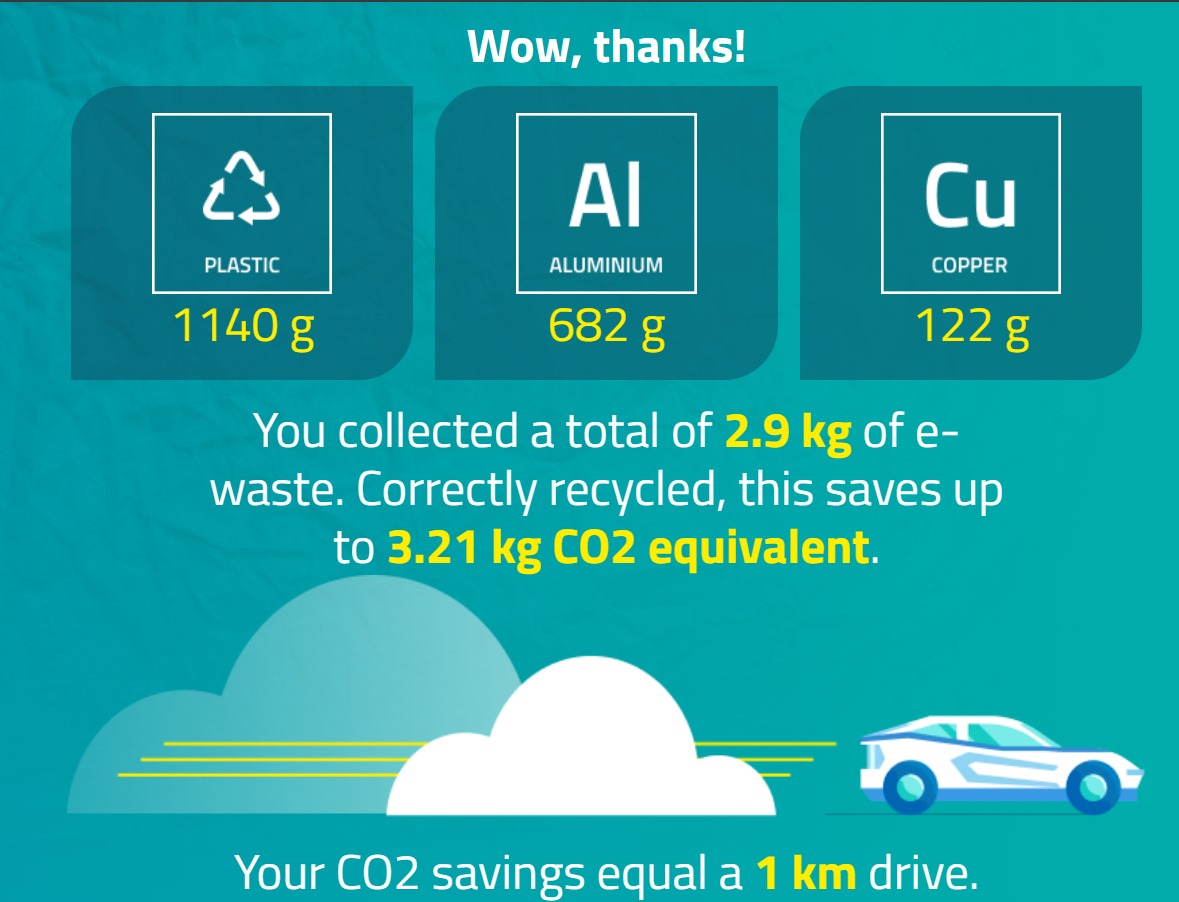 Wow, thanks!
PLASTIC
1140 g
Al
ALUMINIUM
682 g
Cu
COPPER
122 g
You collected a total of 2.9 kg of e-
waste. Correctly recycled, this saves up
to 3.21 kg CO2 equivalent.
Your CO2 savings equal a 1 km drive.